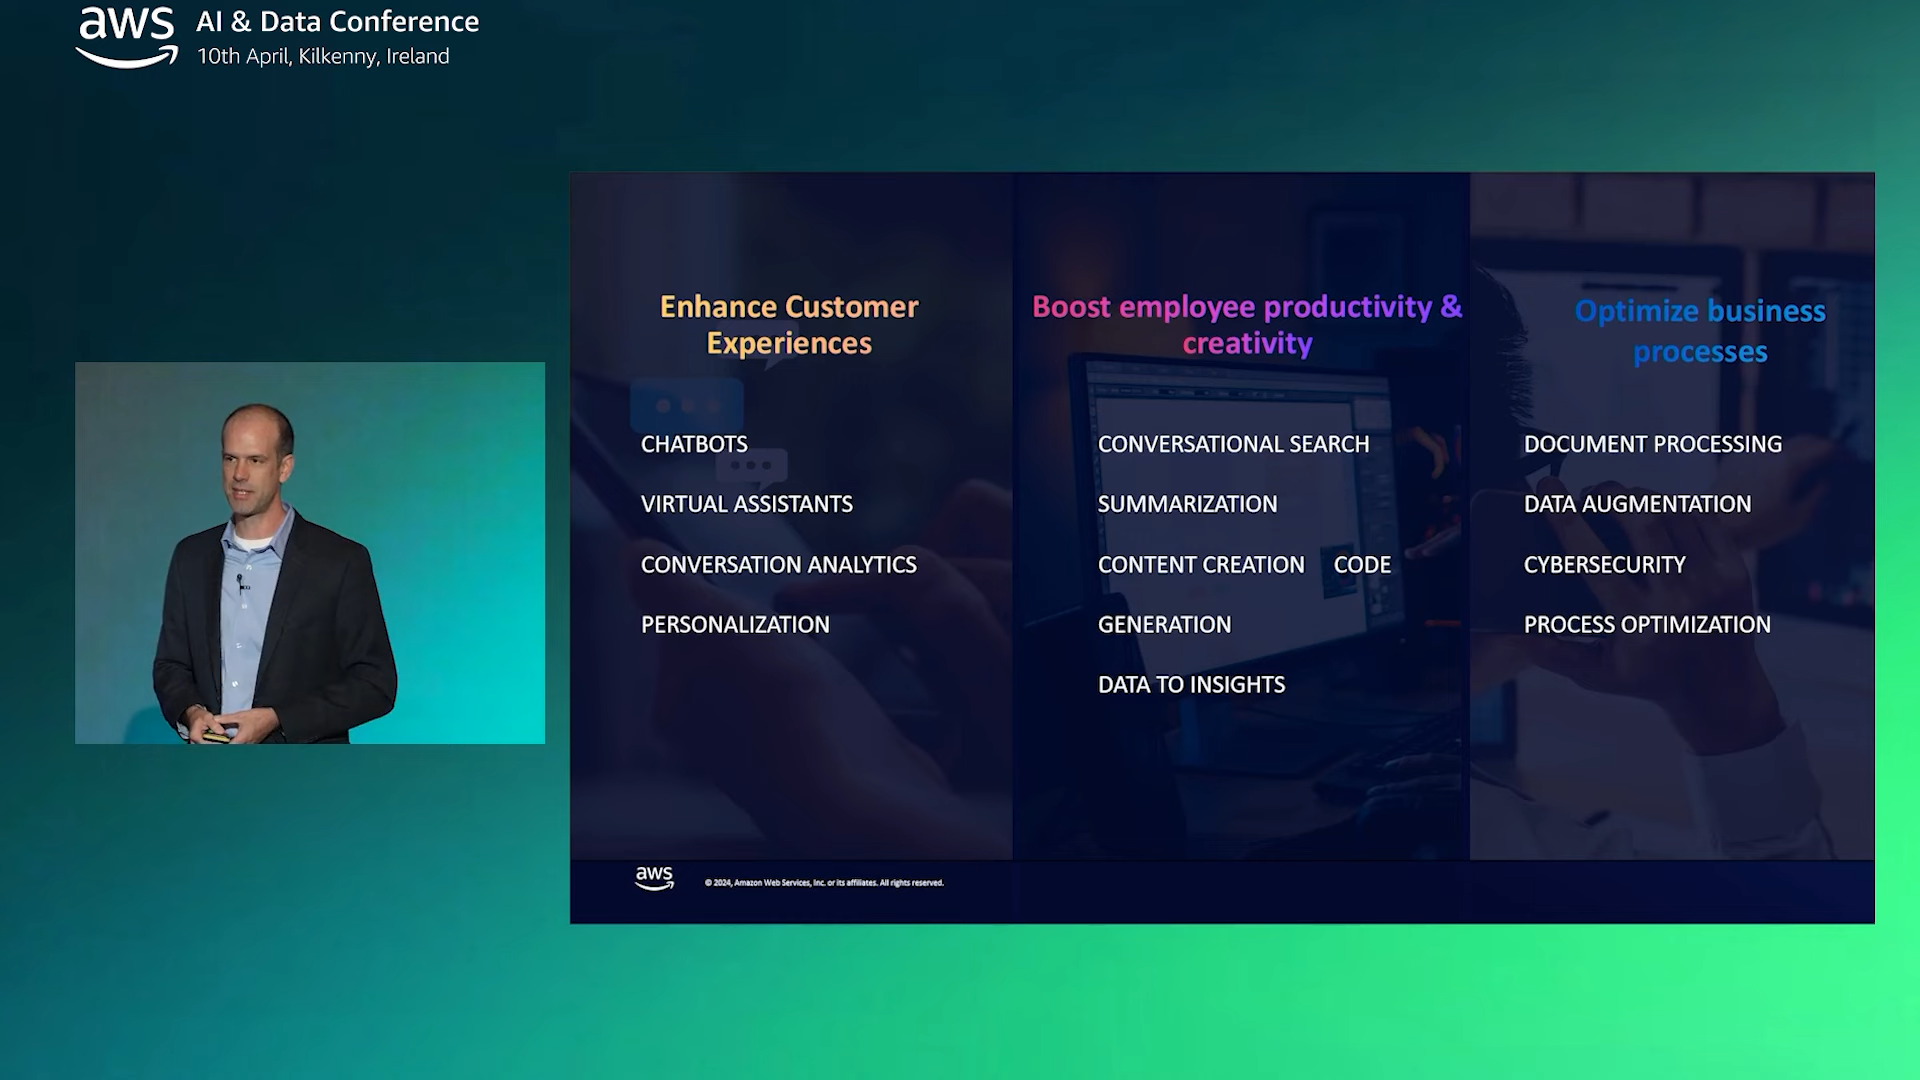 aws
AI & Data Conference
10th April, Kilkenny, Ireland
Enhance Customer
Experiences
CHATBOTS
VIRTUAL ASSISTANTS
CONVERSATION ANALYTICS
PERSONALIZATION
Boost employee productivity &
creativity
CONVERSATIONAL SEARCH
SUMMARIZATION
CONTENT CREATION CODE
GENERATION
DATA TO INSIGHTS
Optimize business
processes
DOCUMENT PROCESSING
DATA AUGMENTATION
CYBERSECURITY
PROCESS OPTIMIZATION
aws
© 2024, Amazon Web Services, Inc. or its affiliates. All rights reserved.